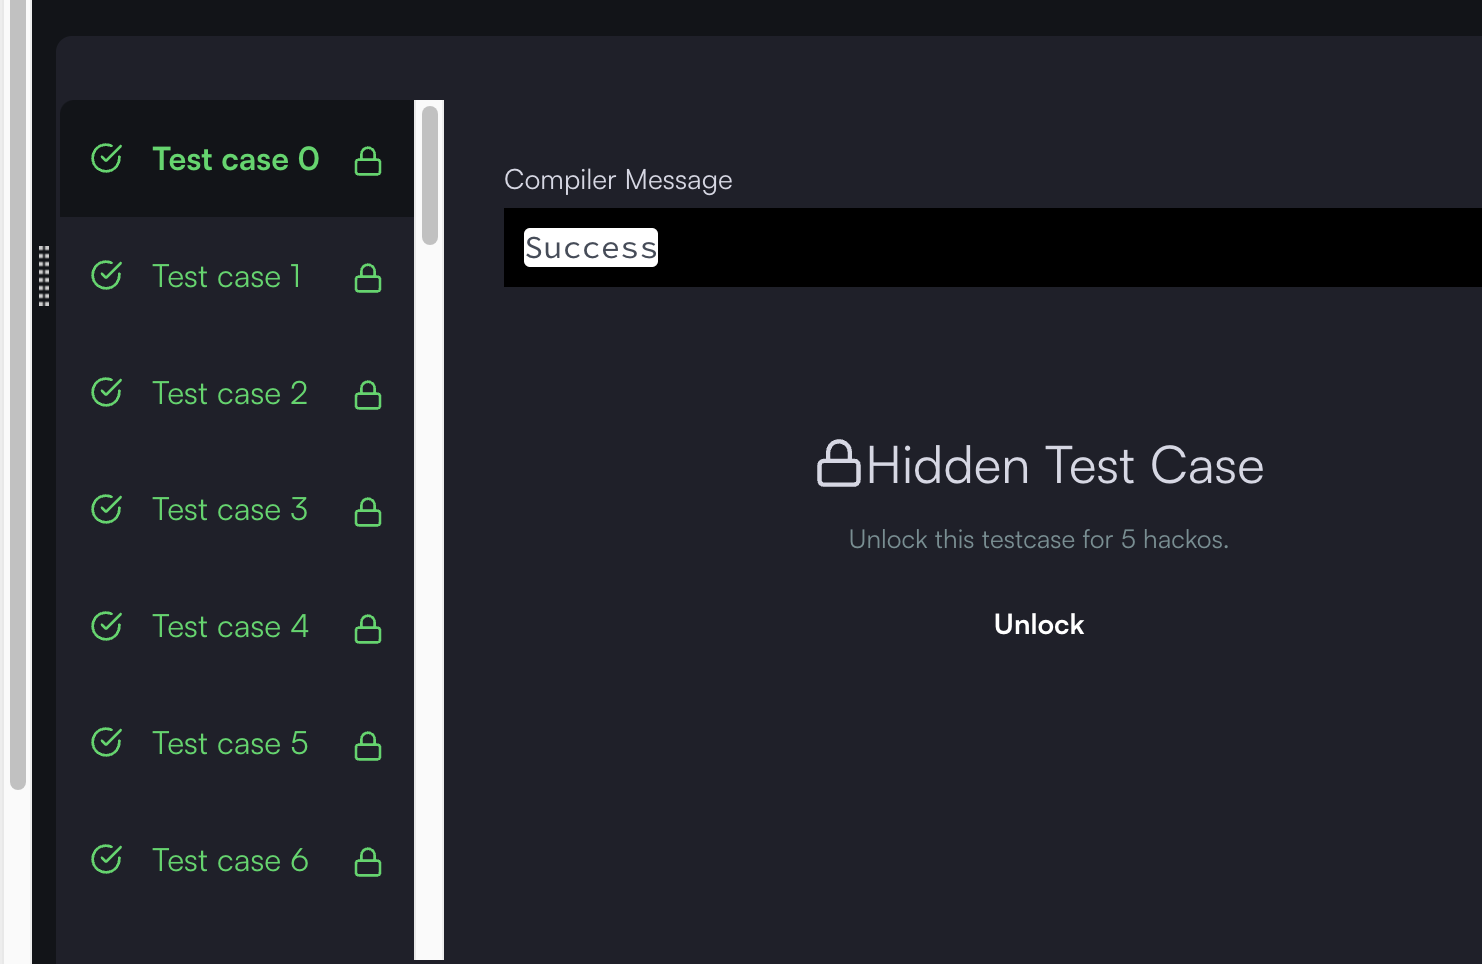 Test case 0
Test case 1
Test case 2
Test case 3
Test case 4
Test case 5
Test case 6
Compiler Message
Success
Hidden Test Case
Unlock this testcase for 5 hackos.
Unlock